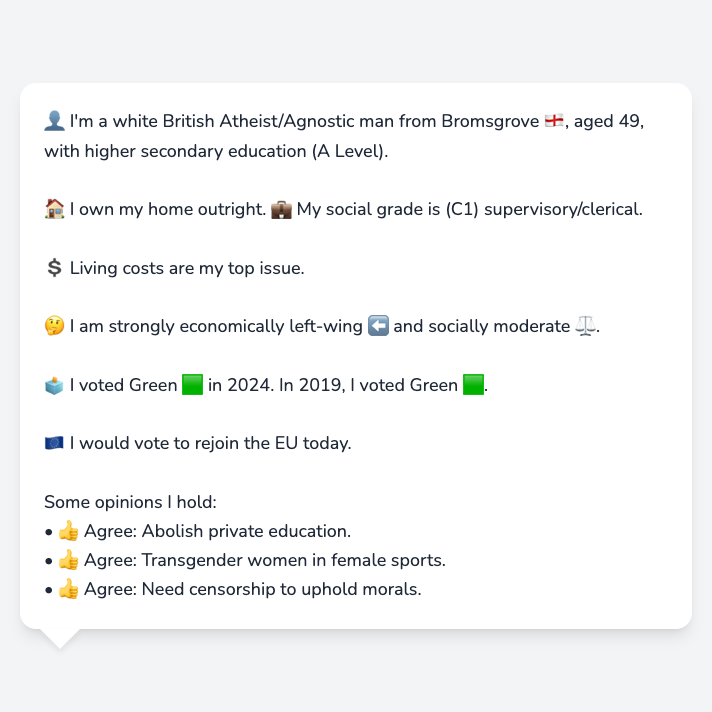 👤 I'm a white British Atheist/Agnostic man from Bromsgrove 🏴󠁧󠁢󠁥󠁮󠁧󠁿, aged 49,
with higher secondary education (A Level).
🏠 I own my home outright. 💼 My social grade is (C1) supervisory/clerical.
💲 Living costs are my top issue.
🤔 I am strongly economically left-wing ⬅️ and socially moderate ⚖️.
🗳️ I voted Green 🟩 in 2024. In 2019, I voted Green 🟩.
🇪🇺 I would vote to rejoin the EU today.
Some opinions I hold:
• 👍 Agree: Abolish private education.
• 👍 Agree: Transgender women in female sports.
• 👍 Agree: Need censorship to uphold morals.